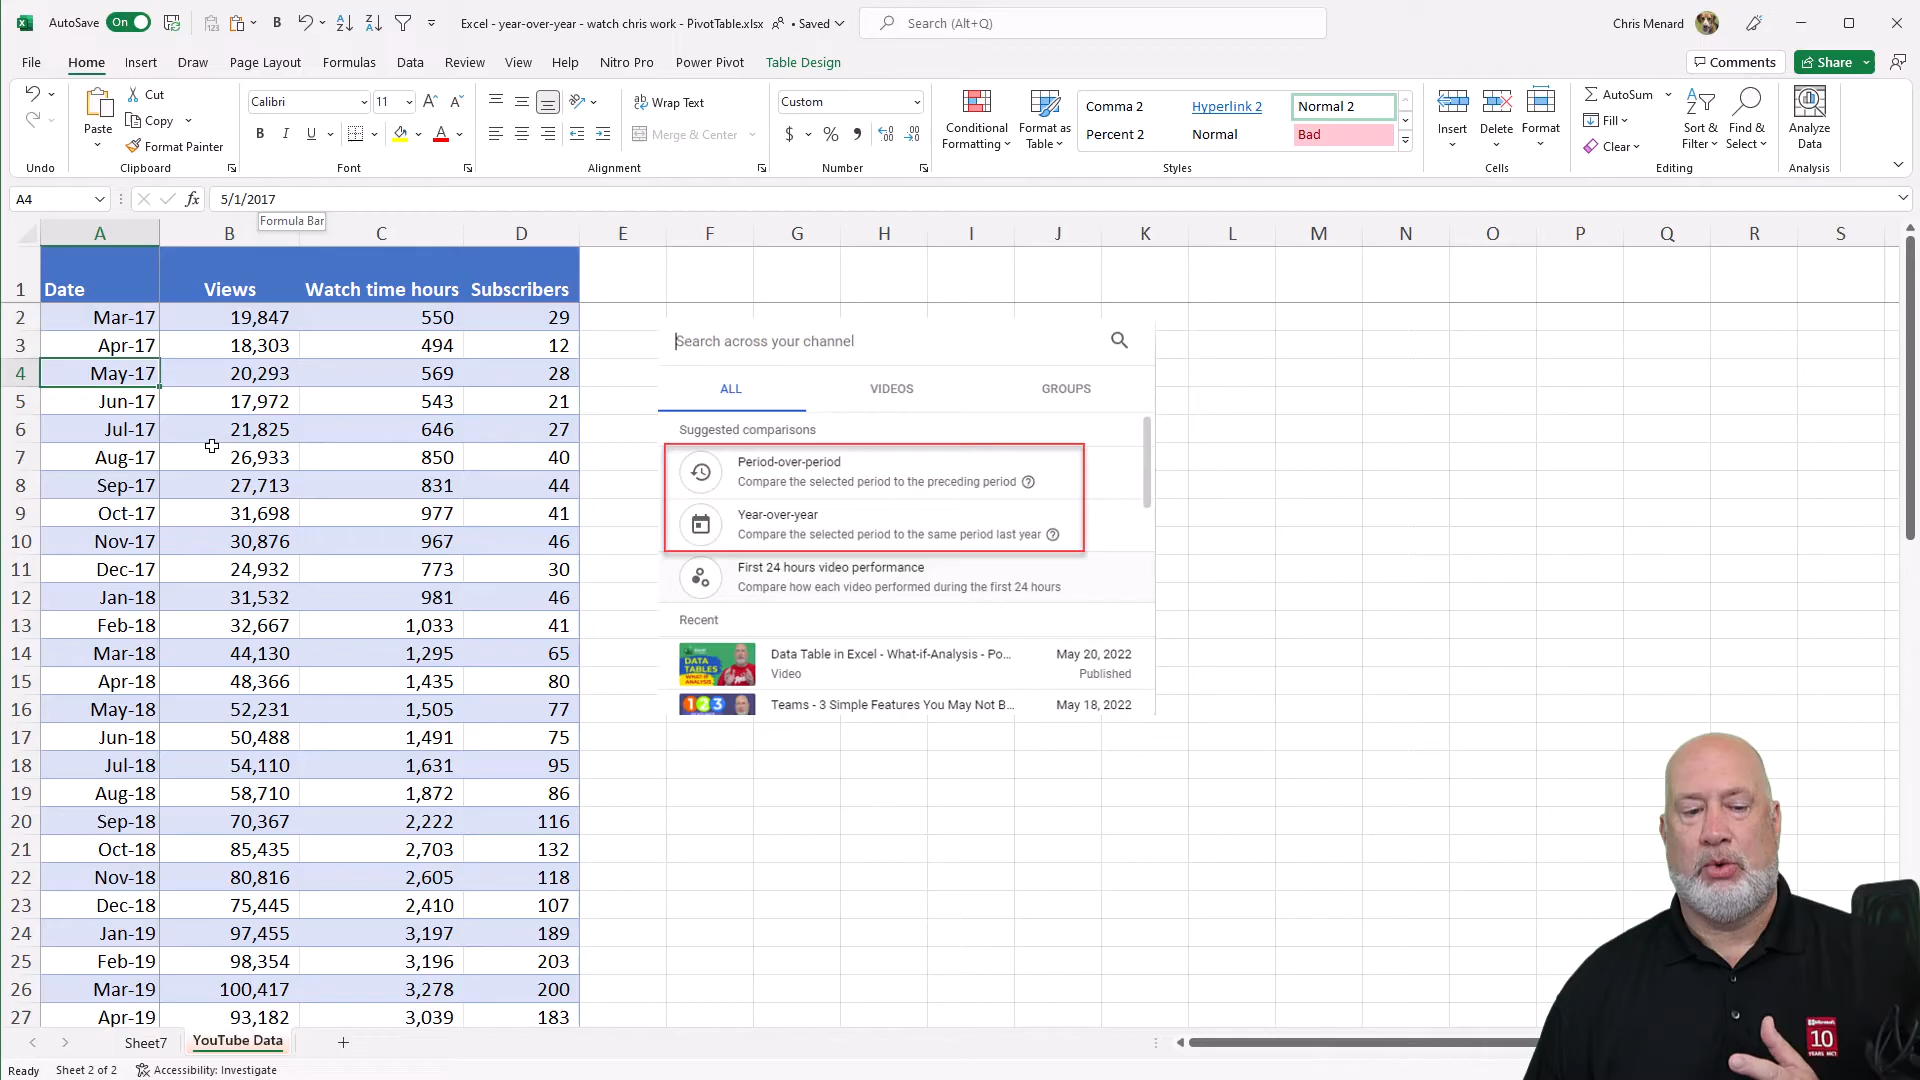 AutoSave On
Excel - year-over-year - watch chris work - PivotTable.xlsx • Saved
Search (Alt+Q)
Chris Menard
File Home Insert Draw Page Layout Formulas Data Review View Help Nitro Pro Power Pivot Table Design
Comments Share
Paste
Cut
Copy
Format Painter
Calibri 11
B I U
Wrap Text
Merge & Center
Custom
$ % ,
Conditional Formatting
Format as Table
Comma 2 Hyperlink 2 Normal 2
Percent 2 Normal Bad
Insert Delete Format
AutoSum
Fill
Clear
Sort & Filter
Find & Select
Analyze Data
Undo Clipboard Font Alignment Number Styles Cells Editing Analysis
A4 fx 5/1/2017
Formula Bar
A B C D E F G H I J K L M N O P Q R S
1 Date Views Watch time hours Subscribers
2 Mar-17 19,847 550 29
3 Apr-17 18,303 494 12
4 May-17 20,293 569 28
5 Jun-17 17,972 543 21
6 Jul-17 21,825 646 27
7 Aug-17 26,933 850 40
8 Sep-17 27,713 831 44
9 Oct-17 31,698 977 41
10 Nov-17 30,876 967 46
11 Dec-17 24,932 773 30
12 Jan-18 31,532 981 46
13 Feb-18 32,667 1,033 41
14 Mar-18 44,130 1,295 65
15 Apr-18 48,366 1,435 80
16 May-18 52,231 1,505 77
17 Jun-18 50,488 1,491 75
18 Jul-18 54,110 1,631 95
19 Aug-18 58,710 1,872 86
20 Sep-18 70,367 2,222 116
21 Oct-18 85,435 2,703 132
22 Nov-18 80,816 2,605 118
23 Dec-18 75,445 2,410 107
24 Jan-19 97,455 3,197 189
25 Feb-19 98,354 3,196 203
26 Mar-19 100,417 3,278 200
27 Apr-19 93,182 3,039 183
Search across your channel
ALL VIDEOS GROUPS
Suggested comparisons
Period-over-period
Compare the selected period to the preceding period
Year-over-year
Compare the selected period to the same period last year
First 24 hours video performance
Compare how each video performed during the first 24 hours
Recent
DATA
TABLES
WHAT IF
ANALYSIS
Data Table in Excel - What-if-Analysis - Po... May 20, 2022
Video Published
1 2 3
Teams - 3 Simple Features You May Not B... May 18, 2022
Microsoft
10
YEARS MCT
Sheet7 YouTube Data
Ready Sheet 2 of 2 Accessibility: Investigate